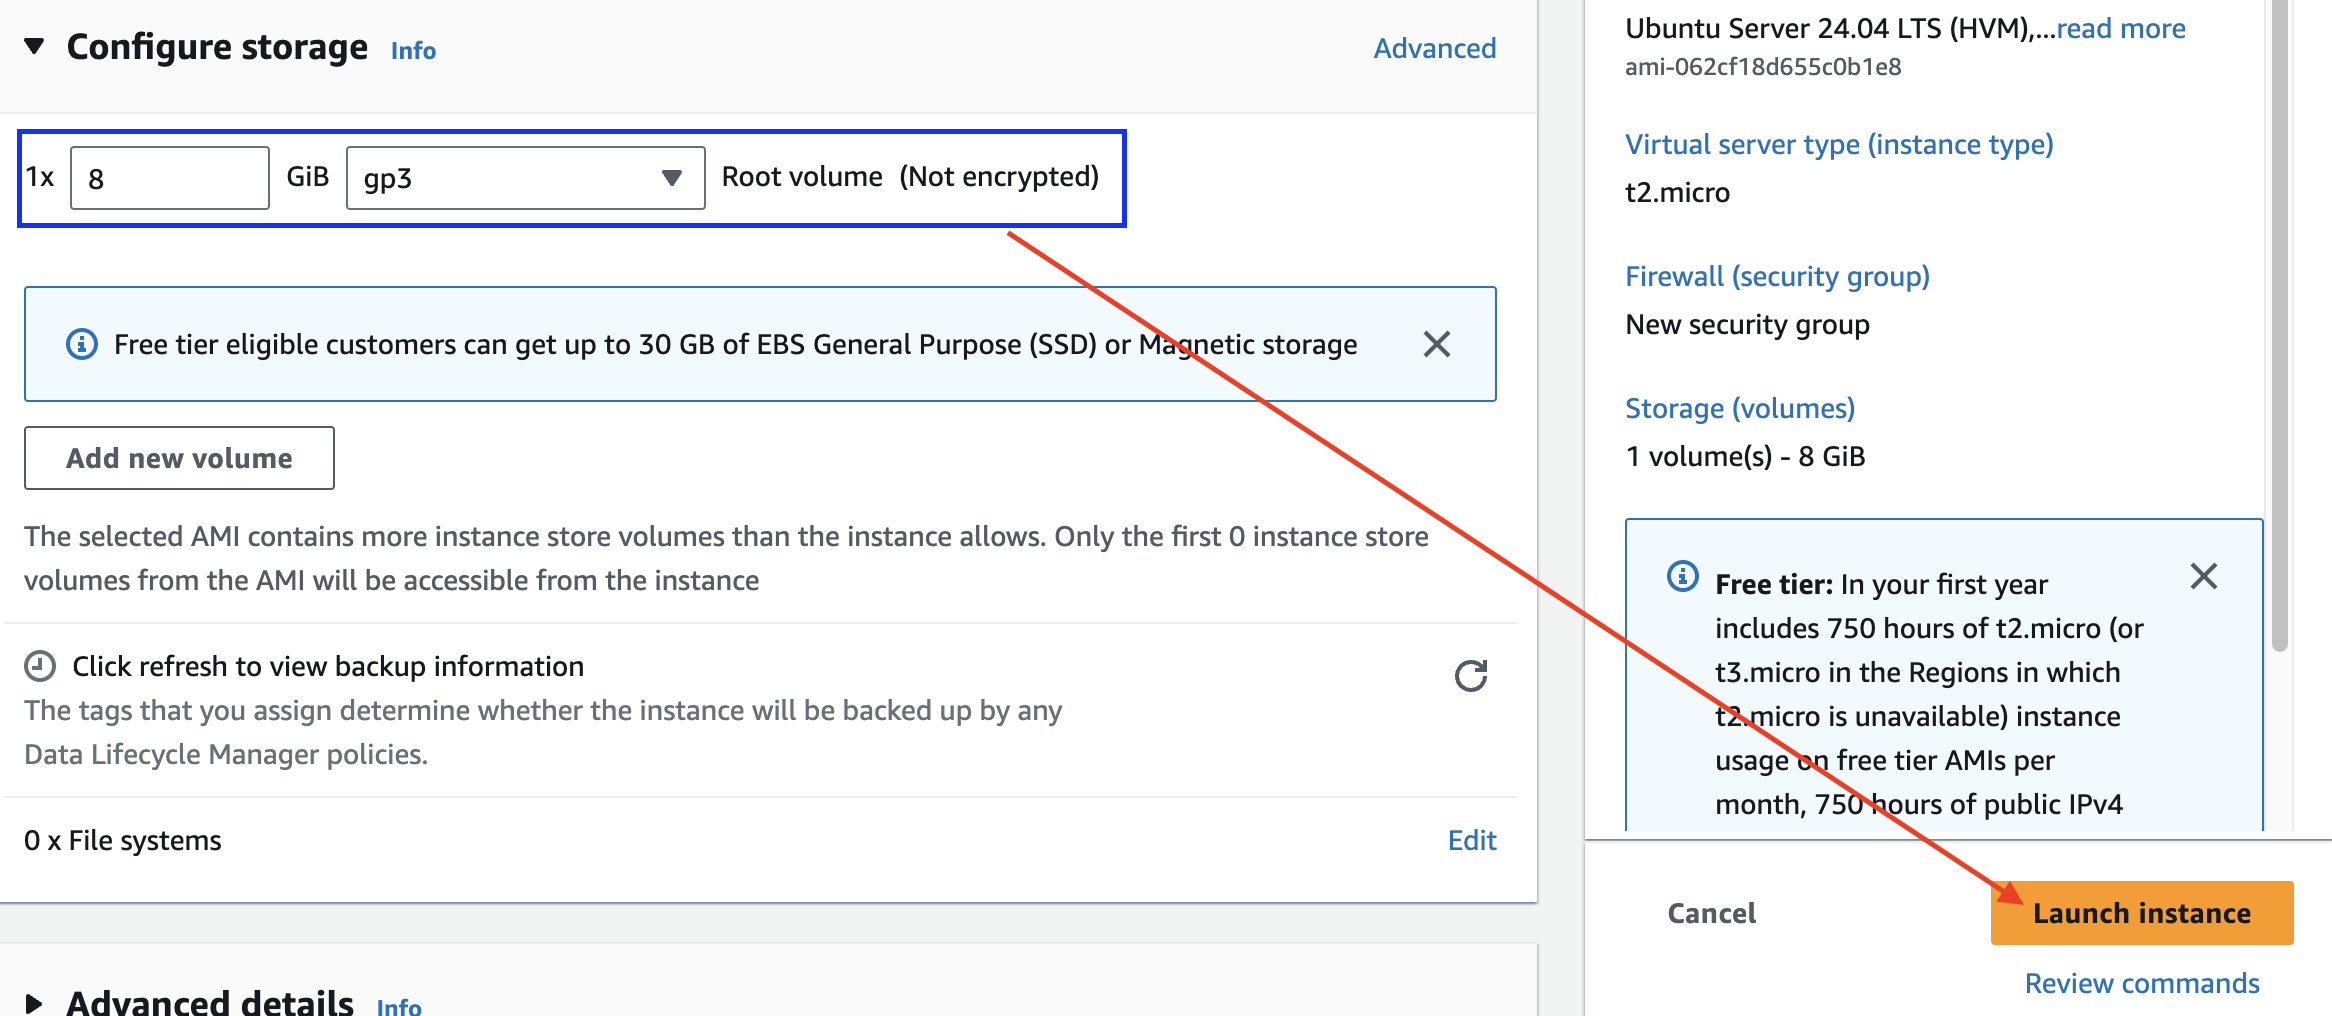 Configure storage Info Advanced
1x 8 GiB gp3 Root volume (Not encrypted)
Free tier eligible customers can get up to 30 GB of EBS General Purpose (SSD) or Magnetic storage
Add new volume
The selected AMI contains more instance store volumes than the instance allows. Only the first 0 instance store
volumes from the AMI will be accessible from the instance
Click refresh to view backup information
The tags that you assign determine whether the instance will be backed up by any
Data Lifecycle Manager policies.
0 x File systems Edit
Advanced details Info
Ubuntu Server 24.04 LTS (HVM),...read more
ami-062cf18d655c0b1e8
Virtual server type (instance type)
t2.micro
Firewall (security group)
New security group
Storage (volumes)
1 volume(s) - 8 GiB
Free tier: In your first year
includes 750 hours of t2.micro (or
t3.micro in the Regions in which
t2.micro is unavailable) instance
usage on free tier AMIs per
month, 750 hours of public IPv4
Cancel Launch instance
Review commands